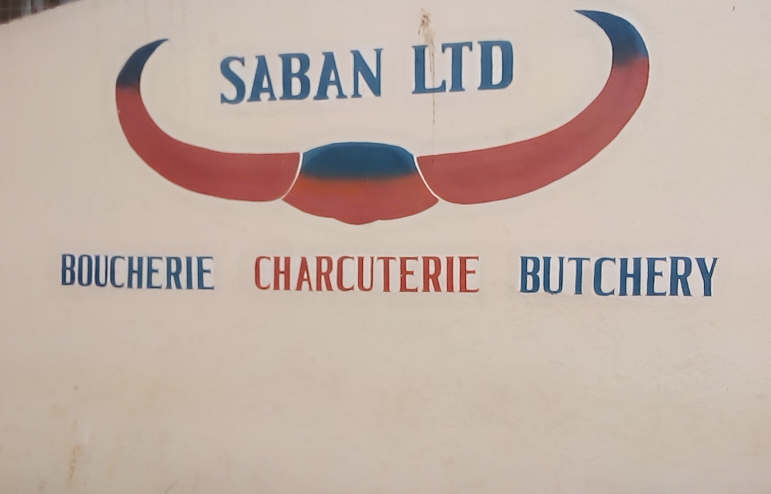 SABAN LTD
BOUCHERIE CHARCUTERIE BUTCHERY